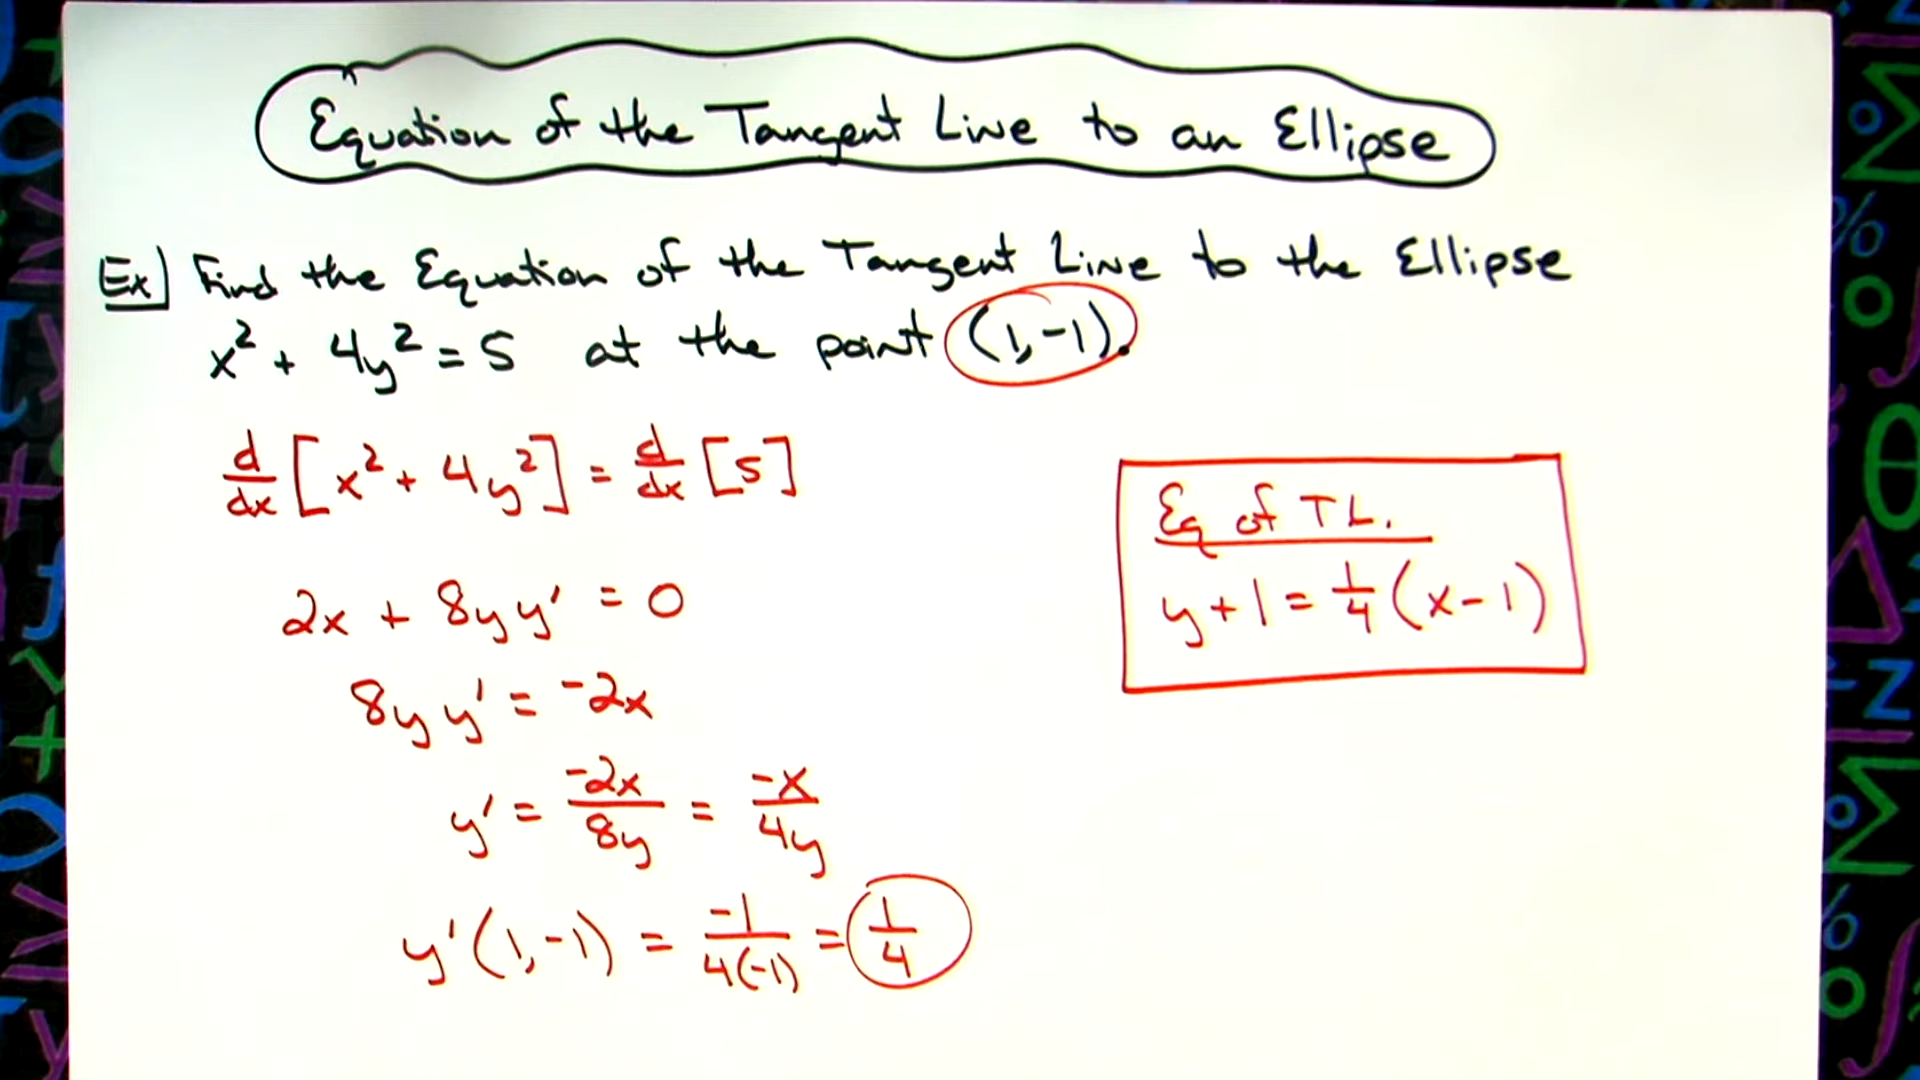 Equation of the Tangent Line to an Ellipse
Ex] Find the Equation of the Tangent Line to the Ellipse
x² + 4y² = 5 at the point (1,-1).
d/dx [x² + 4y²] = d/dx [5]
2x + 8yy' = 0
8yy' = -2x
y' = -2x/8y = -x/4y
y'(1,-1) = -1/4(-1) = 1/4
Eq of TL.
y+1 = 1/4(x-1)